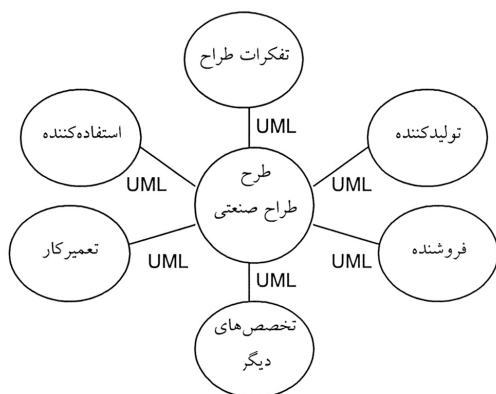 تفکرات طراح
UML
تولیدکننده
استفاده‌کننده
UML
UML
طرح
طراح صنعتی
فروشنده
تعمیرکار
UML
UML
UML
تخصص‌های
دیگر